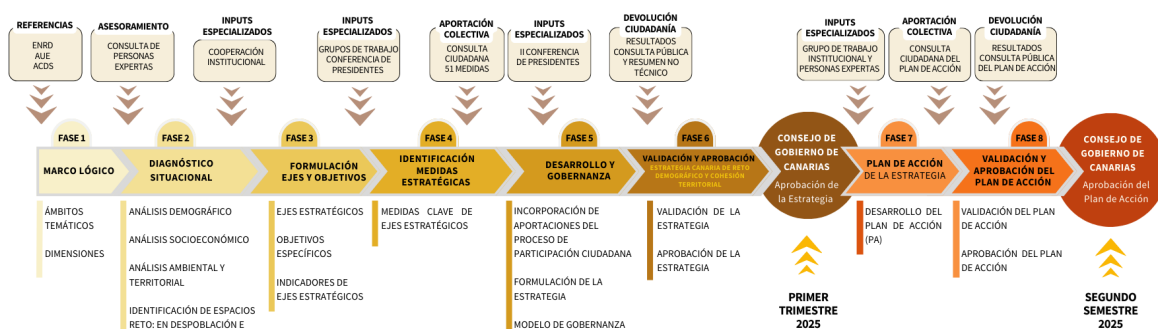 REFERENCIAS
ENRD
AUE
ACDS
ASESORAMIENTO
CONSULTA DE
PERSONAS
EXPERTAS
INPUTS
ESPECIALIZADOS
COOPERACIÓN
INSTITUCIONAL
INPUTS
ESPECIALIZADOS
GRUPOS DE TRABAJO
CONFERENCIA DE
PRESIDENTES
APORTACIÓN
COLECTIVA
CONSULTA
CIUDADANA
51 MEDIDAS
INPUTS
ESPECIALIZADOS
II CONFERENCIA
DE PRESIDENTES
DEVOLUCIÓN
CIUDADANÍA
RESULTADOS
CONSULTA PÚBLICA
Y RESUMEN NO
TÉCNICO
INPUTS
ESPECIALIZADOS
GRUPO DE TRABAJO
INSTITUCIONAL Y
PERSONAS EXPERTAS
APORTACIÓN
COLECTIVA
CONSULTA
CIUDADANA DEL
PLAN DE ACCIÓN
DEVOLUCIÓN
CIUDADANÍA
RESULTADOS
CONSULTA PÚBLICA
DEL PLAN DE ACCIÓN
FASE 1
MARCO LÓGICO
ÁMBITOS
TEMÁTICOS
DIMENSIONES
FASE 2
DIAGNÓSTICO
SITUACIONAL
ANÁLISIS DEMOGRÁFICO
ANÁLISIS SOCIOECONÓMICO
ANÁLISIS AMBIENTAL Y
TERRITORIAL
IDENTIFICACIÓN DE ESPACIOS
RETO: EN DESPOBLACIÓN E
FASE 3
FORMULACIÓN
EJES Y OBJETIVOS
EJES ESTRATÉGICOS
OBJETIVOS
ESPECÍFICOS
INDICADORES DE
EJES ESTRATÉGICOS
FASE 4
IDENTIFICACIÓN
MEDIDAS
ESTRATÉGICAS
MEDIDAS CLAVE DE
EJES ESTRATÉGICOS
FASE 5
DESARROLLO Y
GOBERNANZA
INCORPORACIÓN DE
APORTACIONES DEL
PROCESO DE
PARTICIPACIÓN CIUDADANA
FORMULACIÓN DE LA
ESTRATEGIA
MODELO DE GOBERNANZA
FASE 6
VALIDACIÓN Y APROBACIÓN
ESTRATEGIA CANARIA DE RETO
DEMOGRÁFICO Y COHESIÓN
TERRITORIAL
VALIDACIÓN DE LA
ESTRATEGIA
APROBACIÓN DE LA
ESTRATEGIA
CONSEJO DE
GOBIERNO DE
CANARIAS
Aprobación de
la Estrategia
PRIMER
TRIMESTRE
2025
FASE 7
PLAN DE ACCIÓN
DE LA ESTRATEGIA
DESARROLLO DEL
PLAN DE ACCIÓN
(PA)
FASE 8
VALIDACIÓN Y
APROBACIÓN DEL
PLAN DE ACCIÓN
VALIDACIÓN DEL PLAN
DE ACCIÓN
APROBACIÓN DEL PLAN
DE ACCIÓN
CONSEJO DE
GOBIERNO DE
CANARIAS
Aprobación del
Plan de Acción
SEGUNDO
SEMESTRE
2025